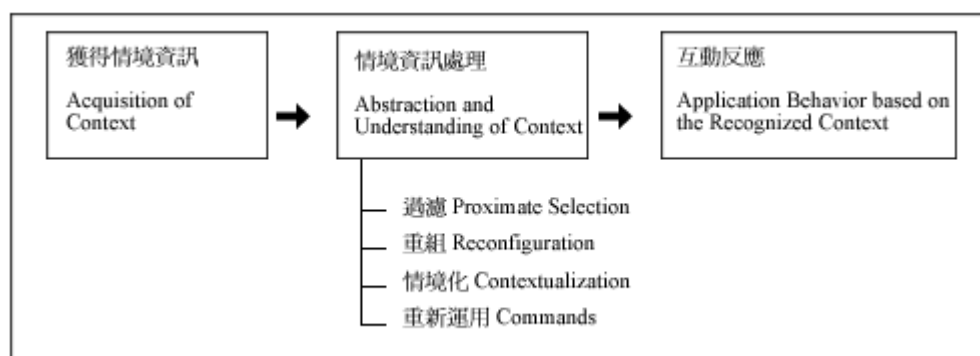 獲得情境資訊
Acquisition of
Context
情境資訊處理
Abstraction and
Understanding of Context
互動反應
Application Behavior based on
the Recognized Context
過濾 Proximate Selection
重組 Reconfiguration
情境化 Contextualization
重新運用 Commands